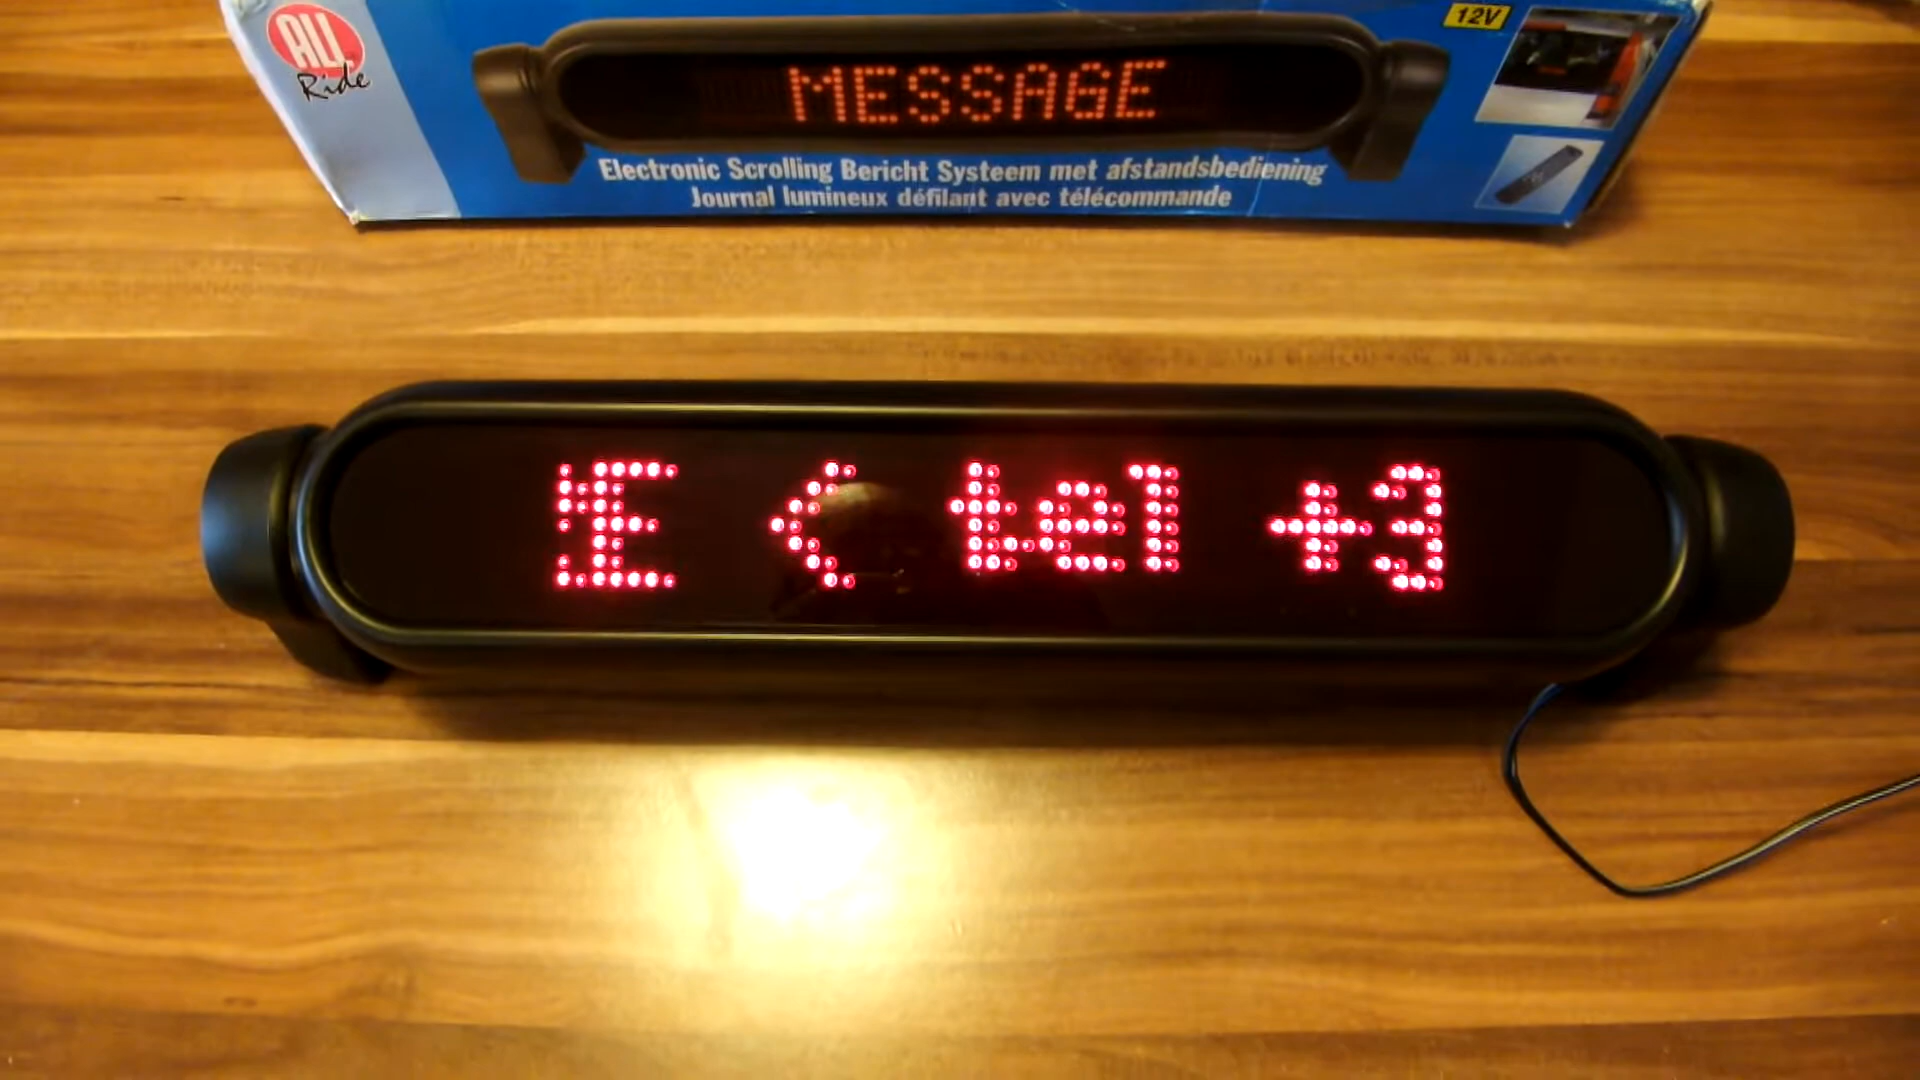 ALL
Ride
12V
MESSAGE
Electronic Scrolling Bericht Systeem met afstandsbediening
Journal lumineux défilant avec télécommande
E < tel +3